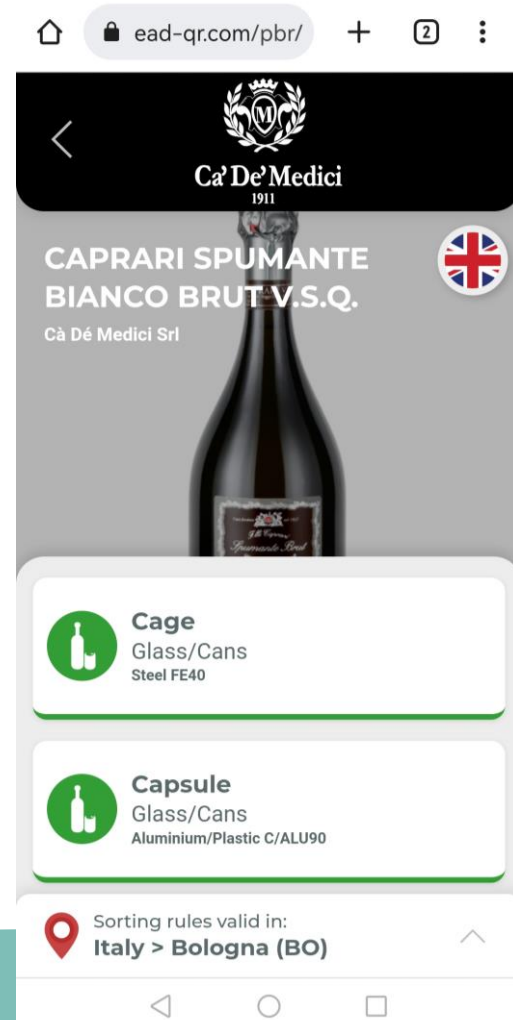 ead-qr.com/pbr/
2
M
Ca' De' Medici
1911
CAPRARI SPUMANTE
BIANCO BRUT V.S.Q.
Cà Dé Medici Srl
Spumante Brut
Cage
Glass/Cans
Steel FE40
Capsule
Glass/Cans
Aluminium/Plastic C/ALU90
Sorting rules valid in:
Italy > Bologna (BO)